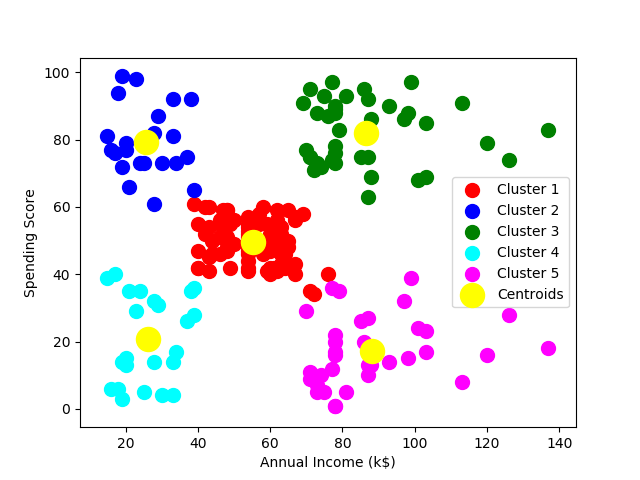 100
80
60
40
20
0
Spending Score
Cluster 1
Cluster 2
Cluster 3
Cluster 4
Cluster 5
Centroids
20 40 60 80 100 120 140
Annual Income (k$)